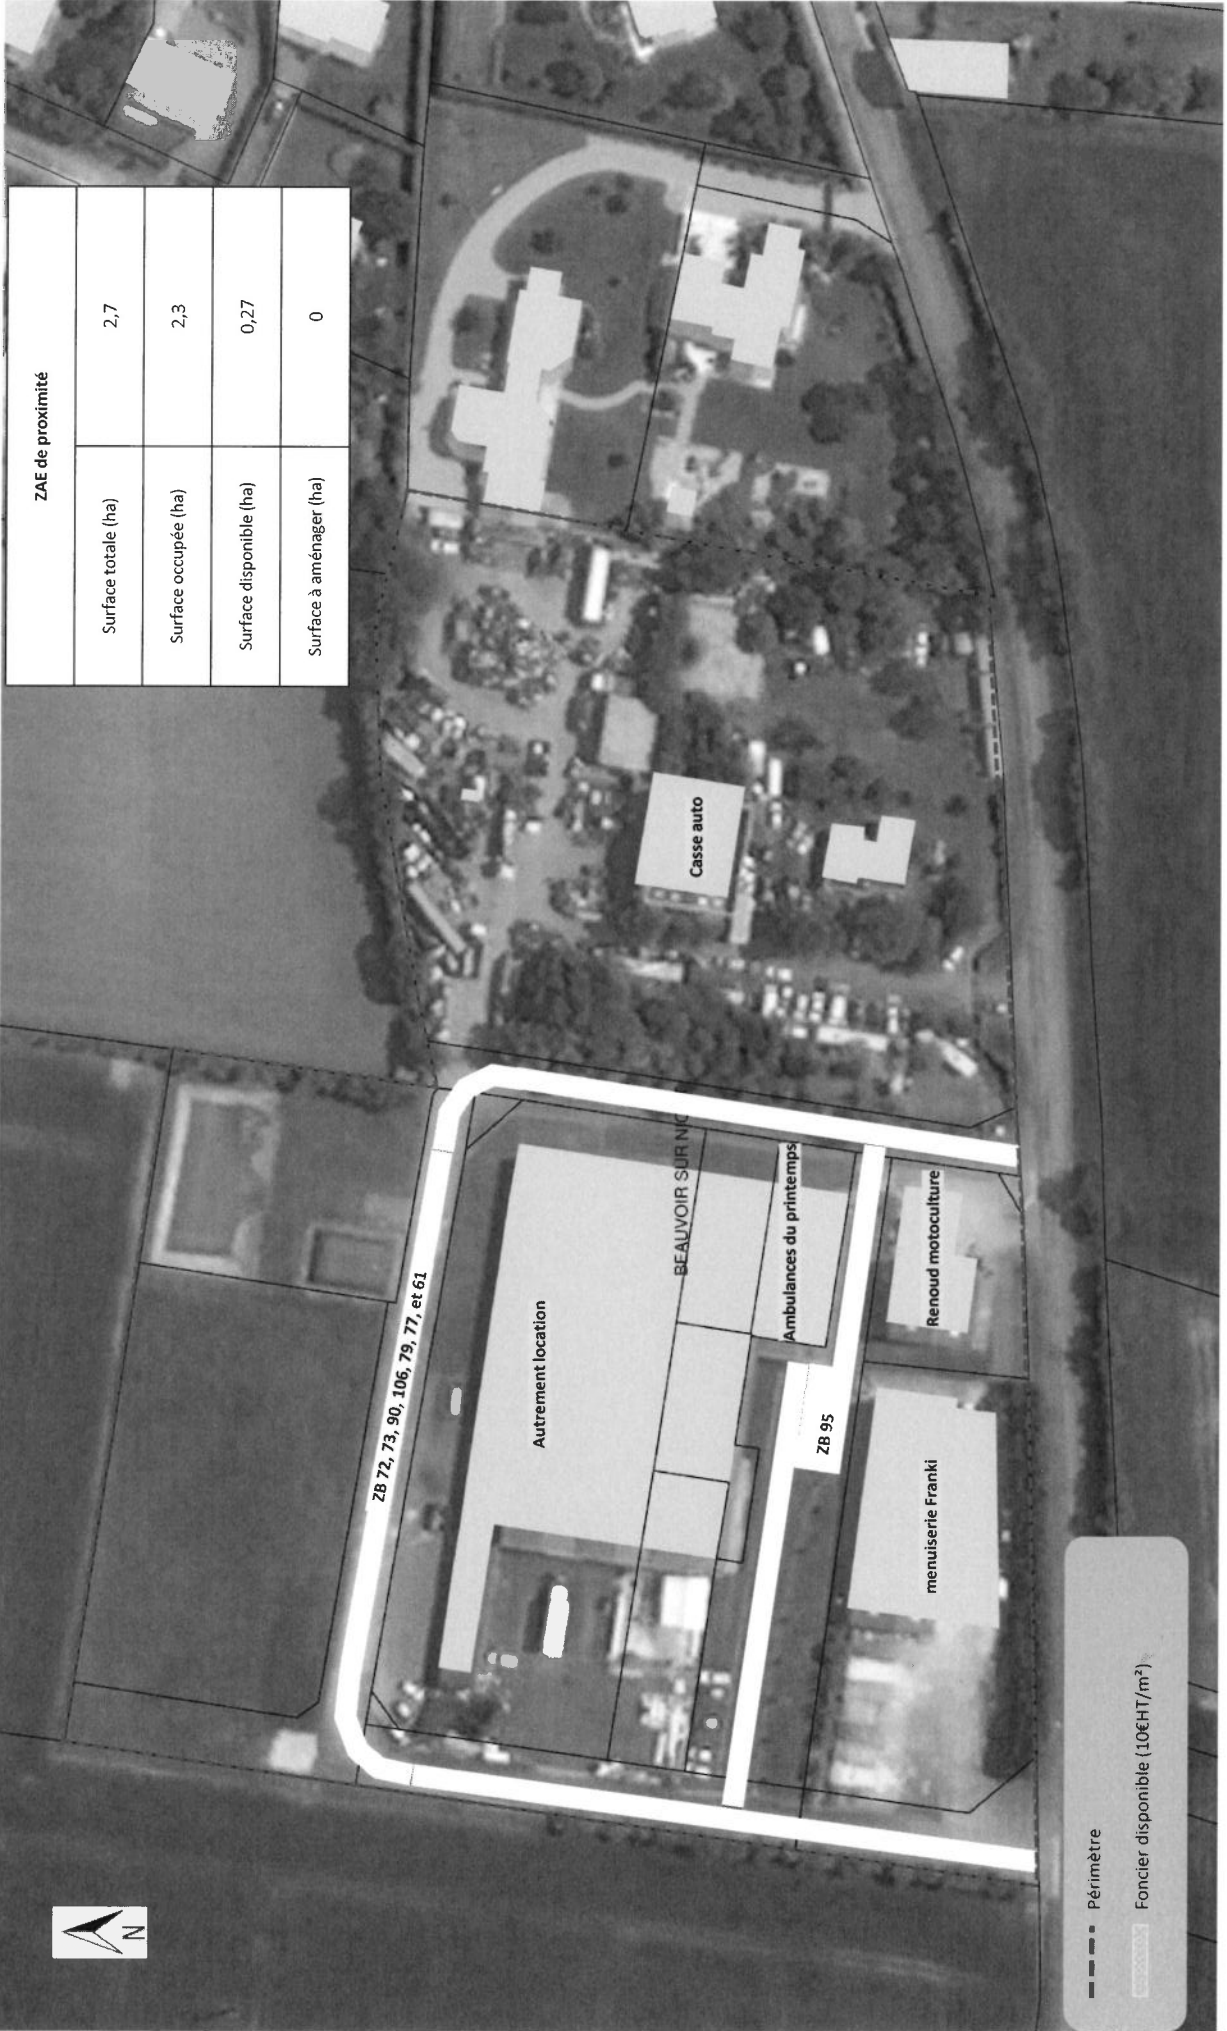 ZAE de proximité
Surface totale (ha) 2,7
Surface occupée (ha) 2,3
Surface disponible (ha) 0,27
Surface à aménager (ha) 0
Casse auto
BEAUVOIR SUR NIO
ZB 72, 73, 90, 106, 79, 77, et 61
Autrement location
Ambulances du printemps
Renoud motoculture
ZB 95
menuiserie Franki
N
Périmètre
Foncier disponible (10€HT/m²)